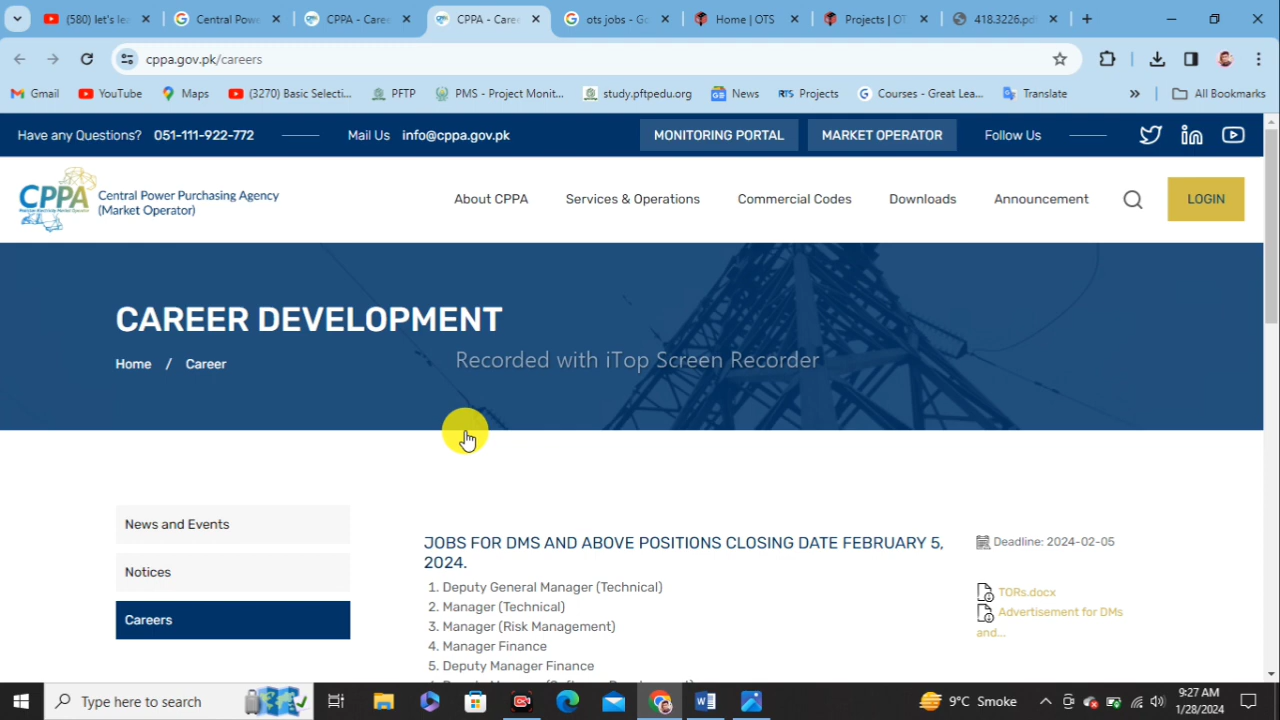 (580) let's le
Central Pow
CPPA - Caree
CPPA - Caree
ots jobs - Go
Home | OTS
Projects | OT
418.3226.pd
cppa.gov.pk/careers
Gmail
YouTube
Maps
(3270) Basic Selecti...
PFTP
PMS - Project Monit...
study.pftpedu.org
News
RTS Projects
Courses - Great Lea...
Translate
»
All Bookmarks
Have any Questions? 051-111-922-772
Mail Us info@cppa.gov.pk
MONITORING PORTAL
MARKET OPERATOR
Follow Us
CPPA
Central Power Purchasing Agency
(Market Operator)
About CPPA
Services & Operations
Commercial Codes
Downloads
Announcement
LOGIN
CAREER DEVELOPMENT
Home / Career
Recorded with iTop Screen Recorder
News and Events
Notices
Careers
JOBS FOR DMS AND ABOVE POSITIONS CLOSING DATE FEBRUARY 5,
2024.
1. Deputy General Manager (Technical)
2. Manager (Technical)
3. Manager (Risk Management)
4. Manager Finance
5. Deputy Manager Finance
Deadline: 2024-02-05
TORs.docx
Advertisement for DMs
and...
Type here to search
9°C Smoke
9:27 AM
1/28/2024